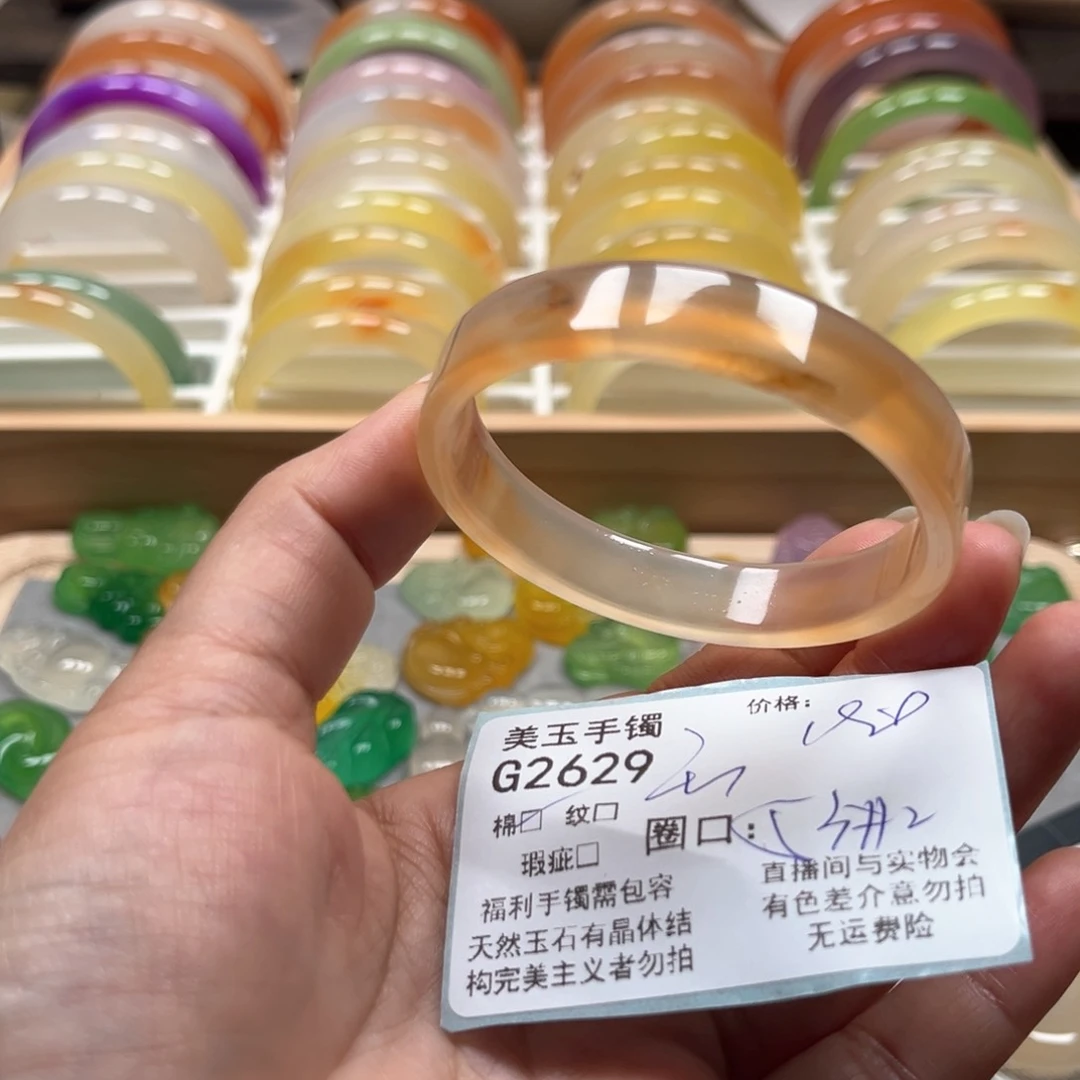 美玉手镯
价格:
G2629
棉☑ 纹□
圈口:
瑕疵□
福利手镯需包容
天然玉石有晶体结
构完美主义者勿拍
直播间与实物会
有色差介意勿拍
无运费险